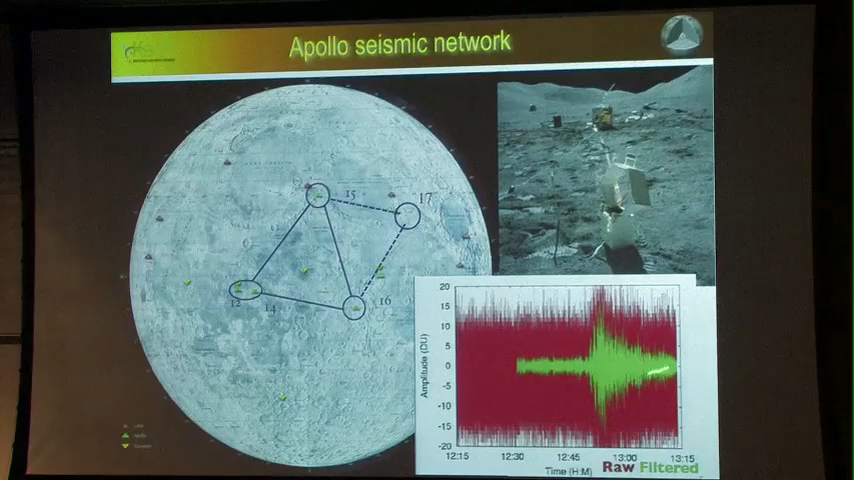 Apollo seismic network
15
17
12
14
16
20
15
10
5
0
-5
-10
-15
-20
Amplitude (DU)
12:15 12:30 12:45 13:00 13:15
Time (H:M)
Raw Filtered